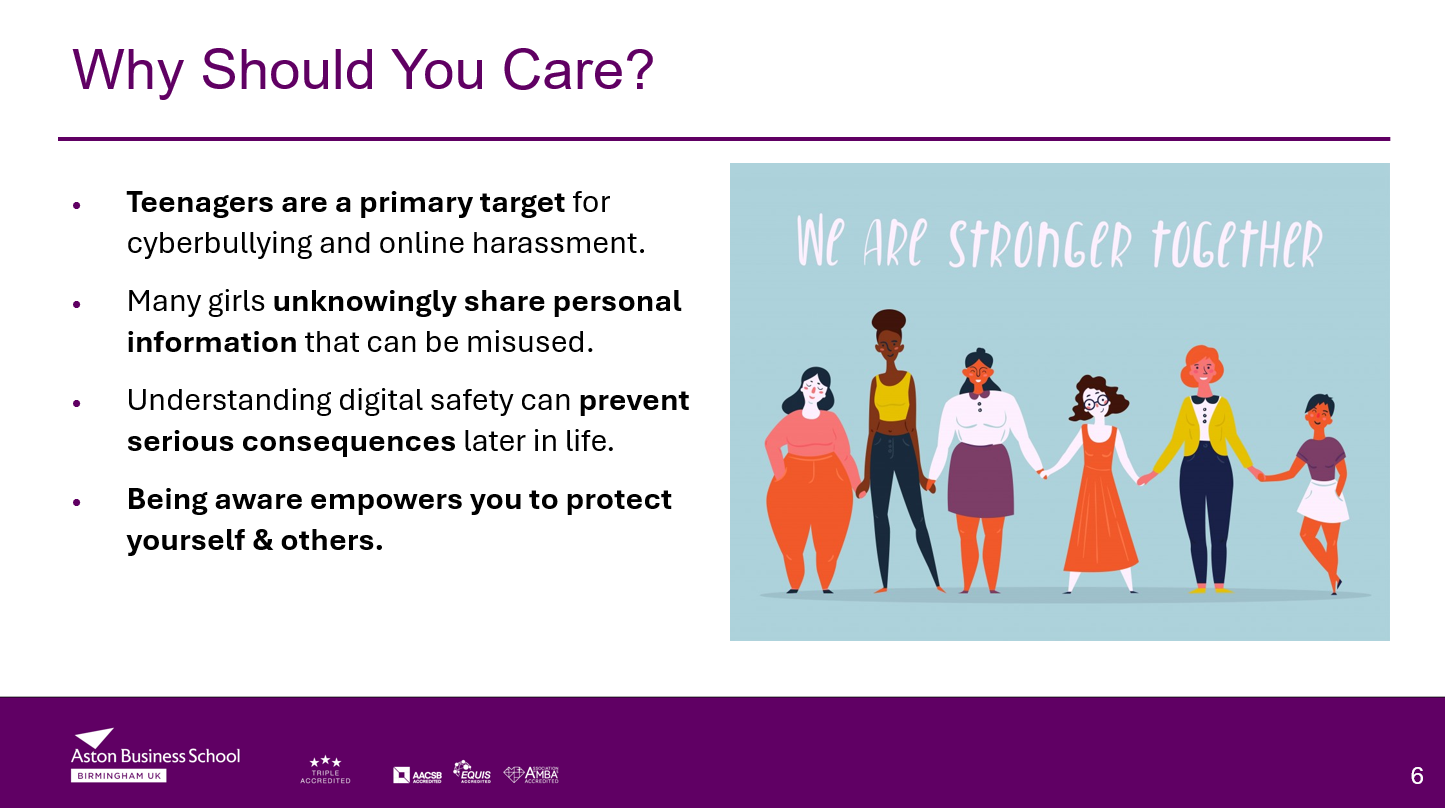 Why Should You Care?
• Teenagers are a primary target for
cyberbullying and online harassment.
• Many girls unknowingly share personal
information that can be misused.
• Understanding digital safety can prevent
serious consequences later in life.
• Being aware empowers you to protect
yourself & others.
WE ARE STRONGER TOGETHER
Aston Business School
BIRMINGHAM UK
TRIPLE
ACCREDITED
AACSB
ACCREDITED
EQUIS
ACCREDITED
ASSOCIATION
AMBA
ACCREDITED
6